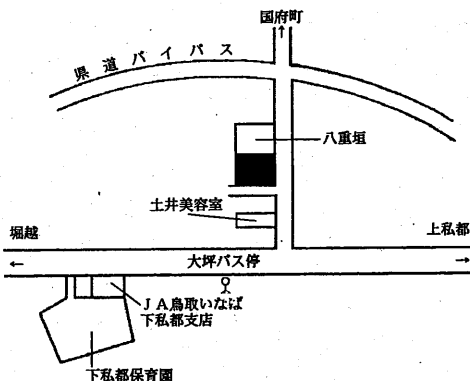 国府町
県道バイパス
八重垣
土井美容室
堀越
上私都
大坪バス停
JA鳥取いなば
下私都支店
下私都保育園